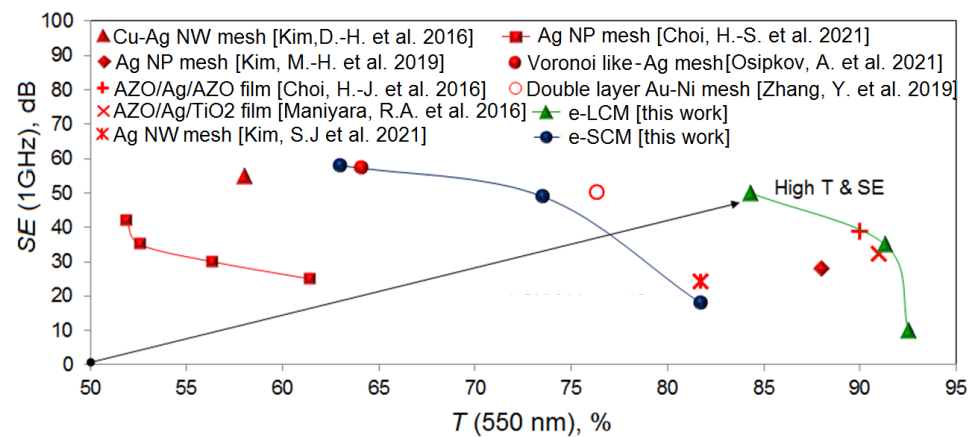 100
90
80
70
60
50
40
30
20
10
0
SE (1GHz), dB
Cu-Ag NW mesh [Kim,D.-H. et al. 2016]
Ag NP mesh [Choi, H.-S. et al. 2021]
Ag NP mesh [Kim, M.-H. et al. 2019]
Voronoi like-Ag mesh[Osipkov, A. et al. 2021]
AZO/Ag/AZO film [Choi, H.-J. et al. 2016]
Double layer Au-Ni mesh [Zhang, Y. et al. 2019]
AZO/Ag/TiO2 film [Maniyara, R.A. et al. 2016]
e-LCM [this work]
Ag NW mesh [Kim, S.J et al. 2021]
e-SCM [this work]
High T & SE
50 55 60 65 70 75 80 85 90 95
T (550 nm), %